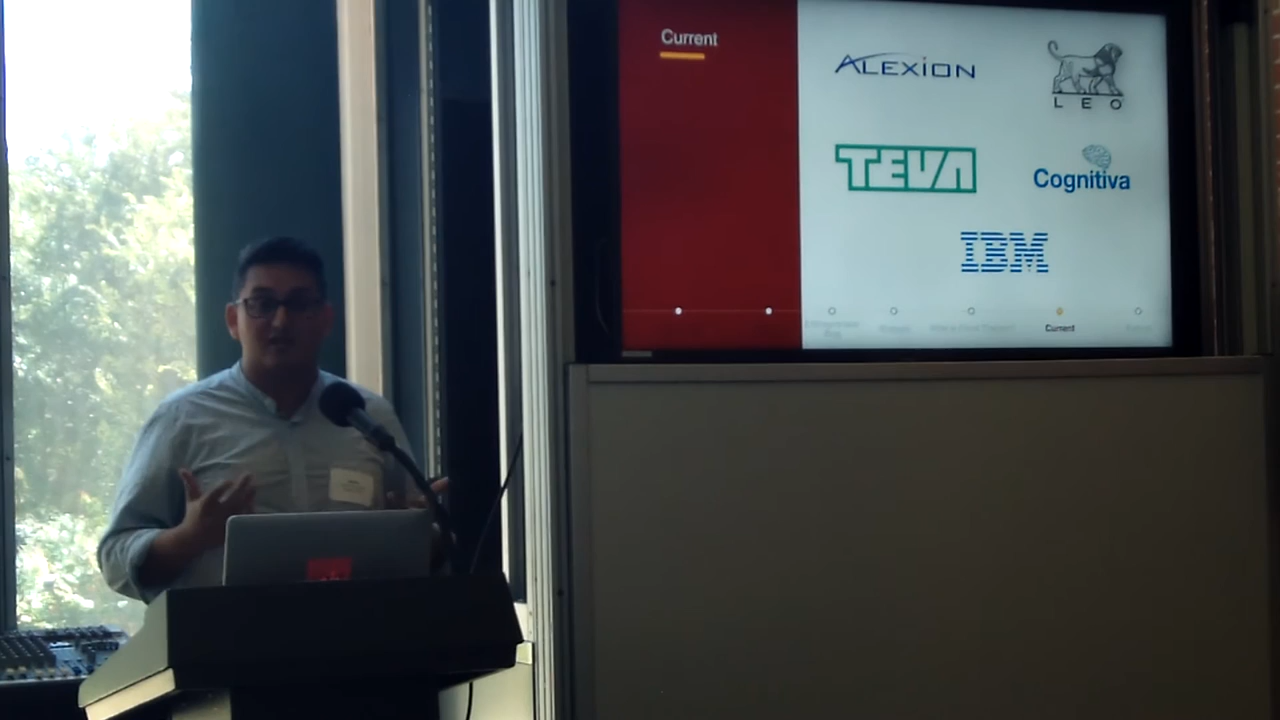 Current
ALEXION
LEO
TEVA
Cognitiva
IBM
Current